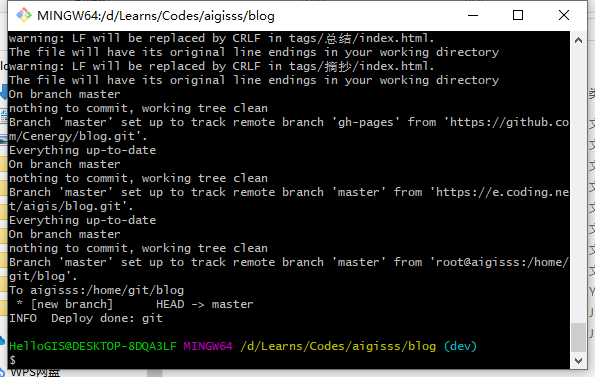 MINGW64:/d/Learns/Codes/aigisss/blog
warning: LF will be replaced by CRLF in tags/总结/index.html.
The file will have its original line endings in your working directory
warning: LF will be replaced by CRLF in tags/摘抄/index.html.
The file will have its original line endings in your working directory
On branch master
nothing to commit, working tree clean
Branch 'master' set up to track remote branch 'gh-pages' from 'https://github.co
m/Cenergy/blog.git'.
Everything up-to-date
On branch master
nothing to commit, working tree clean
Branch 'master' set up to track remote branch 'master' from 'https://e.coding.ne
t/aigis/blog.git'.
Everything up-to-date
On branch master
nothing to commit, working tree clean
Branch 'master' set up to track remote branch 'master' from 'root@aigisss:/home/
git/blog'.
To aigisss:/home/git/blog
 * [new branch]      HEAD -> master
INFO  Deploy done: git
HelloGIS@DESKTOP-8DQA3LF MINGW64 /d/Learns/Codes/aigisss/blog (dev)
$
WPS网盘